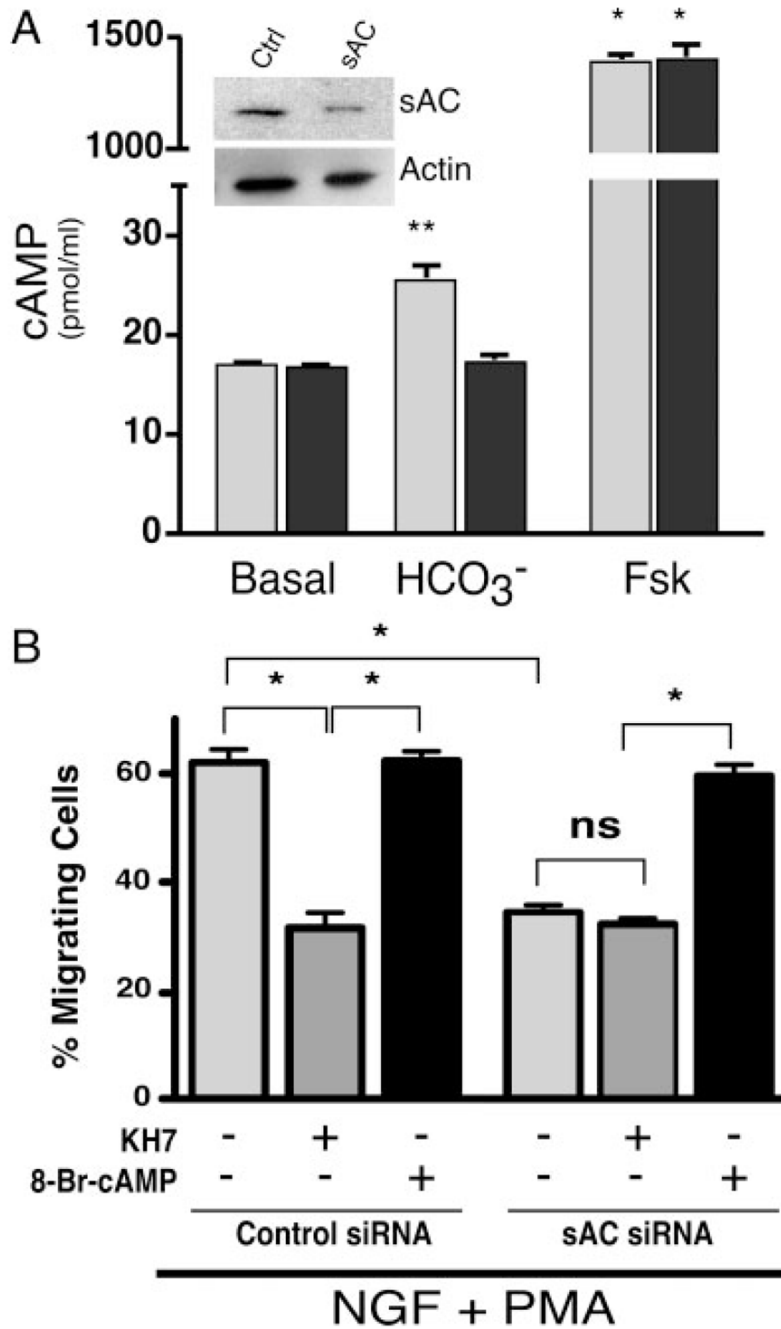 A
Ctrl sAC
sAC
Actin
cAMP
(pmol/ml)
1500
1000
30
20
10
0
**
* *
Basal HCO3- Fsk
B
*
* *
*
ns
% Migrating Cells
60
40
20
0
KH7 - + - - + -
8-Br-cAMP - - + - - +
Control siRNA sAC siRNA
NGF + PMA